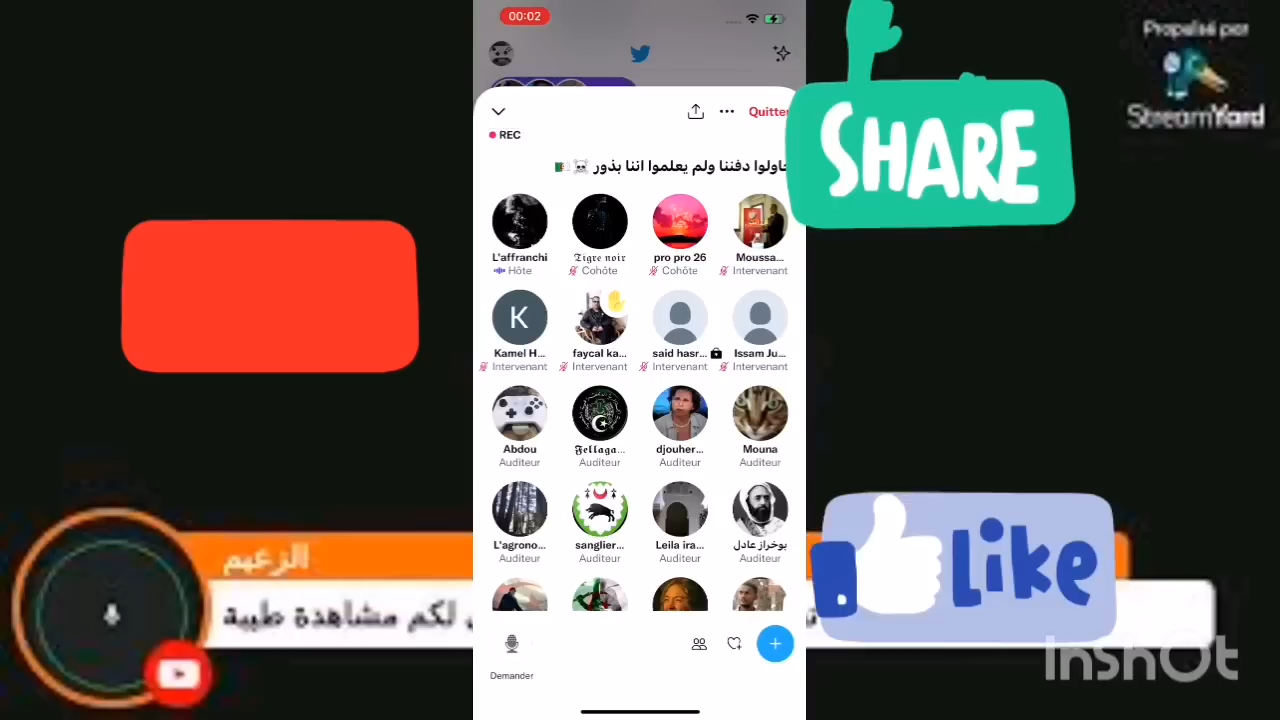 00:02
Propulsé par
StreamYard
Quitter
REC
حاولوا دفننا ولم يعلموا اننا بذور
SHARE
L'affranchi
Hôte
Tigre noir
Cohôte
pro pro 26
Cohôte
Moussa...
Intervenant
K
Kamel H...
Intervenant
faycal ka...
Intervenant
said hasr...
Intervenant
Issam Ju...
Intervenant
Abdou
Auditeur
Fellaga...
Auditeur
djouher...
Auditeur
Mouna
Auditeur
L'agrono...
Auditeur
sanglier...
Auditeur
Leila ira...
Auditeur
بوخراز عادل
Auditeur
Like
الزعيم
لكم مشاهدة طيبة
Demander
InShOt